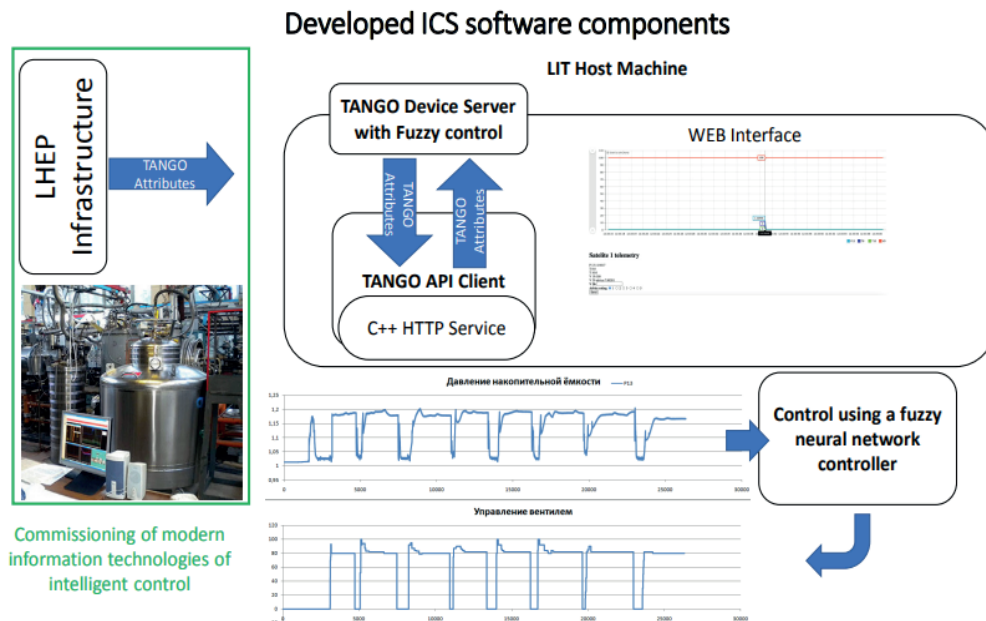 Developed ICS software components
LHEP
Infrastructure
TANGO
Attributes
Commissioning of modern
information technologies of
intelligent control
LIT Host Machine
TANGO Device Server
with Fuzzy control
TANGO
Attributes
TANGO
Attributes
TANGO API Client
C++ HTTP Service
WEB Interface
Satelite 1 telemetry
Давление накопительной ёмкости
1,25
1,2
1,15
1,1
1,05
1
0,95
0
5000
10000
15000
20000
25000
30000
Control using a fuzzy
neural network
controller
Управление вентилем
120
100
80
60
40
20
0
0
5000
10000
15000
20000
25000
30000